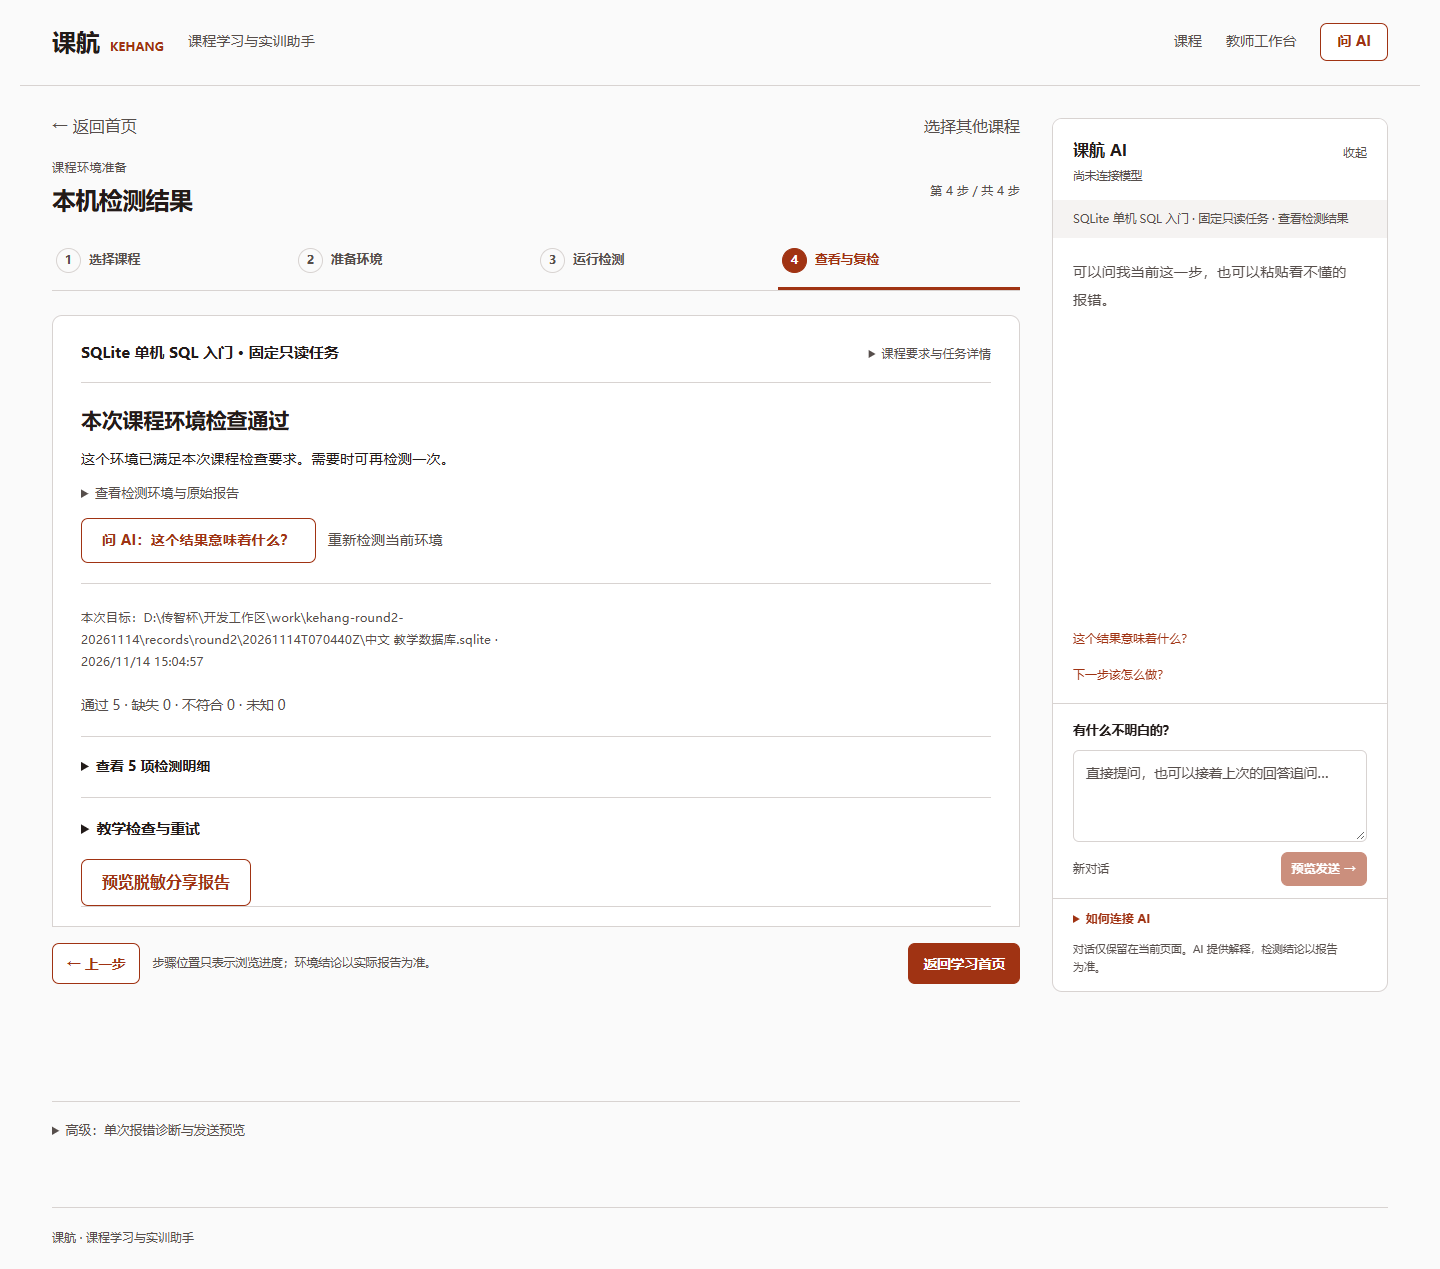 课航 KEHANG 课程学习与实训助手 课程 教师工作台 问 AI
← 返回首页 选择其他课程
课程环境准备
本机检测结果
第 4 步 / 共 4 步
1 选择课程 2 准备环境 3 运行检测 4 查看与复检
SQLite 单机 SQL 入门 · 固定只读任务
▶ 课程要求与任务详情
本次课程环境检查通过
这个环境已满足本次课程检查要求。需要时可再检测一次。
▶ 查看检测环境与原始报告
问 AI：这个结果意味着什么？ 重新检测当前环境
本次目标：D:\传智杯\开发工作区\work\kehang-round2-
20261114\records\round2\20261114T070440Z\中文 教学数据库.sqlite ·
2026/11/14 15:04:57
通过 5 · 缺失 0 · 不符合 0 · 未知 0
▶ 查看 5 项检测明细
▶ 教学检查与重试
预览脱敏分享报告
← 上一步 步骤位置只表示浏览进度；环境结论以实际报告为准。 返回学习首页
课航 AI
收起
尚未连接模型
SQLite 单机 SQL 入门 · 固定只读任务 · 查看检测结果
可以问我当前这一步，也可以粘贴看不懂的
报错。
这个结果意味着什么？
下一步该怎么做？
有什么不明白的？
直接提问，也可以接着上次的回答追问...
新对话 预览发送 →
▶ 如何连接 AI
对话仅保留在当前页面。AI 提供解释，检测结论以报告
为准。
▶ 高级：单次报错诊断与发送预览
课航 · 课程学习与实训助手